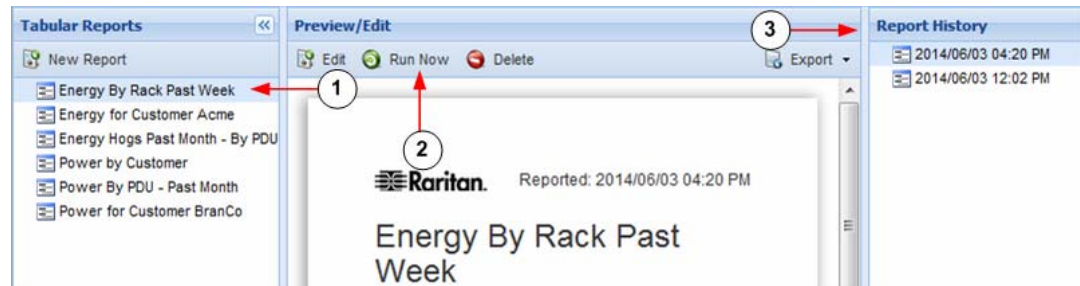 Tabular Reports
New Report
Energy By Rack Past Week
Energy for Customer Acme
Energy Hogs Past Month - By PDU
Power by Customer
Power By PDU - Past Month
Power for Customer BranCo
1
Preview/Edit
3
Edit Run Now Delete Export
2
Raritan.
Reported: 2014/06/03 04:20 PM
Energy By Rack Past
Week
Report History
2014/06/03 04:20 PM
2014/06/03 12:02 PM